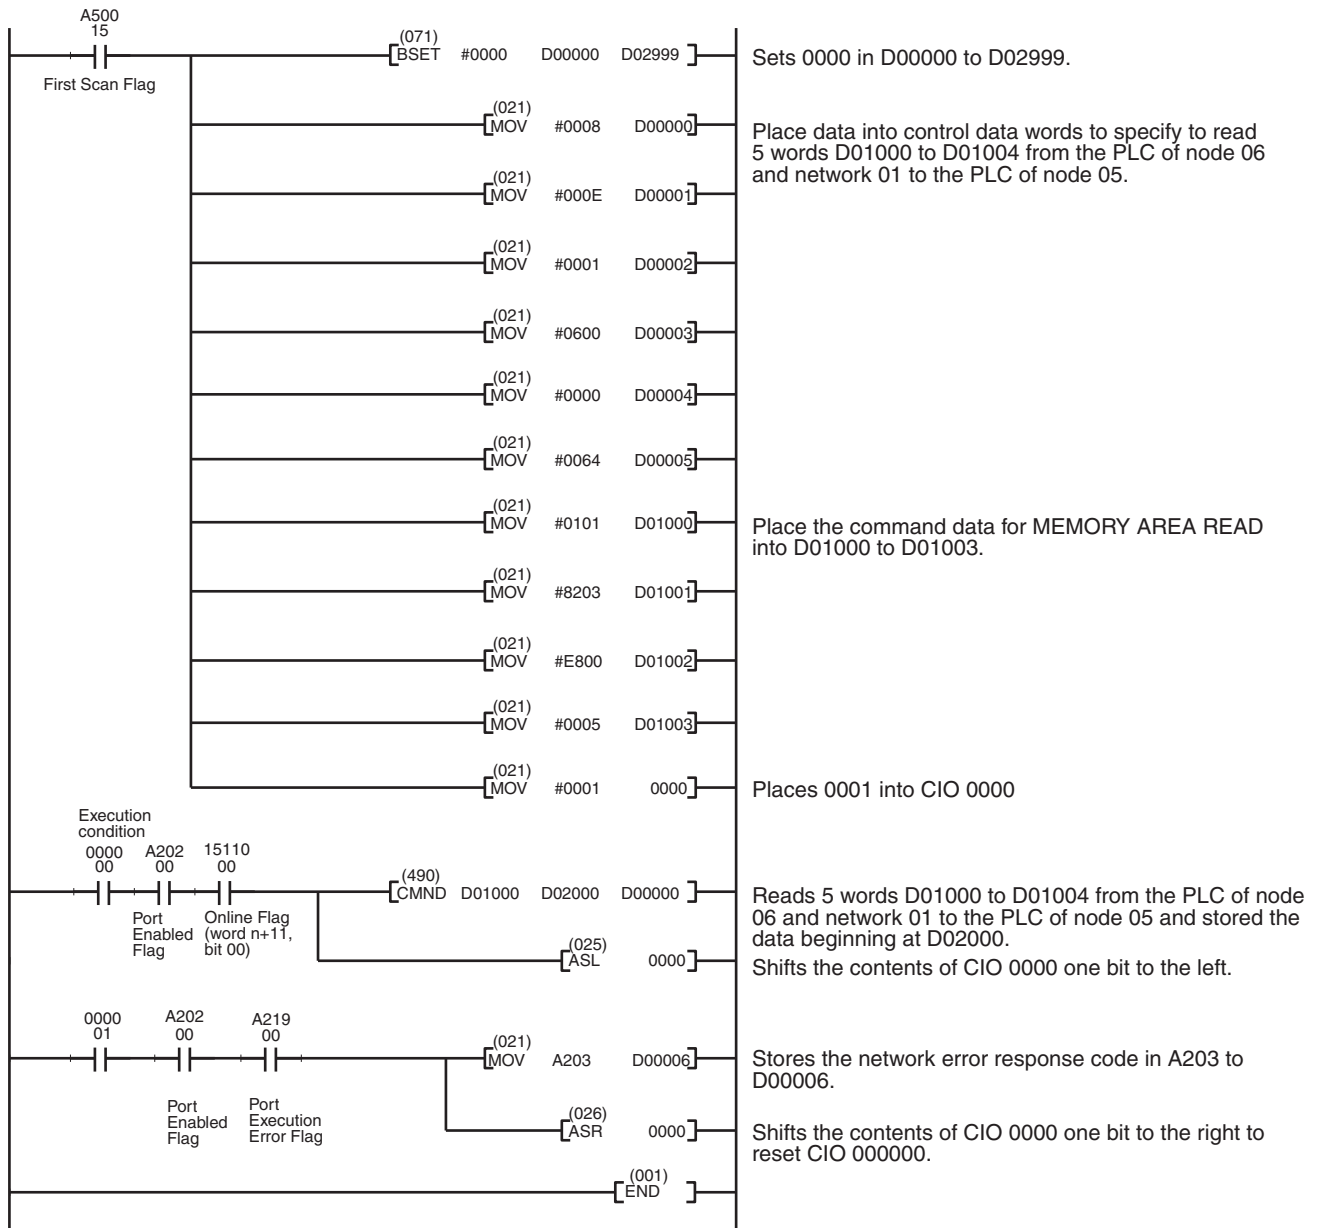 A500
15
First Scan Flag
(071)
BSET #0000 D00000 D02999
Sets 0000 in D00000 to D02999.
(021)
MOV #0008 D00000
Place data into control data words to specify to read
5 words D01000 to D01004 from the PLC of node 06
and network 01 to the PLC of node 05.
(021)
MOV #000E D00001
(021)
MOV #0001 D00002
(021)
MOV #0600 D00003
(021)
MOV #0000 D00004
(021)
MOV #0064 D00005
(021)
MOV #0101 D01000
Place the command data for MEMORY AREA READ
into D01000 to D01003.
(021)
MOV #8203 D01001
(021)
MOV #E800 D01002
(021)
MOV #0005 D01003
(021)
MOV #0001 0000
Places 0001 into CIO 0000
Execution
condition
0000 A202 15110
00 00 00
Port
Enabled
Flag
Online Flag
(word n+11,
bit 00)
(490)
CMND D01000 D02000 D00000
Reads 5 words D01000 to D01004 from the PLC of node
06 and network 01 to the PLC of node 05 and stored the
data beginning at D02000.
(025)
ASL 0000
Shifts the contents of CIO 0000 one bit to the left.
0000 A202 A219
01 00 00
Port
Enabled
Flag
Port
Execution
Error Flag
(021)
MOV A203 D00006
Stores the network error response code in A203 to
D00006.
(026)
ASR 0000
Shifts the contents of CIO 0000 one bit to the right to
reset CIO 000000.
(001)
END